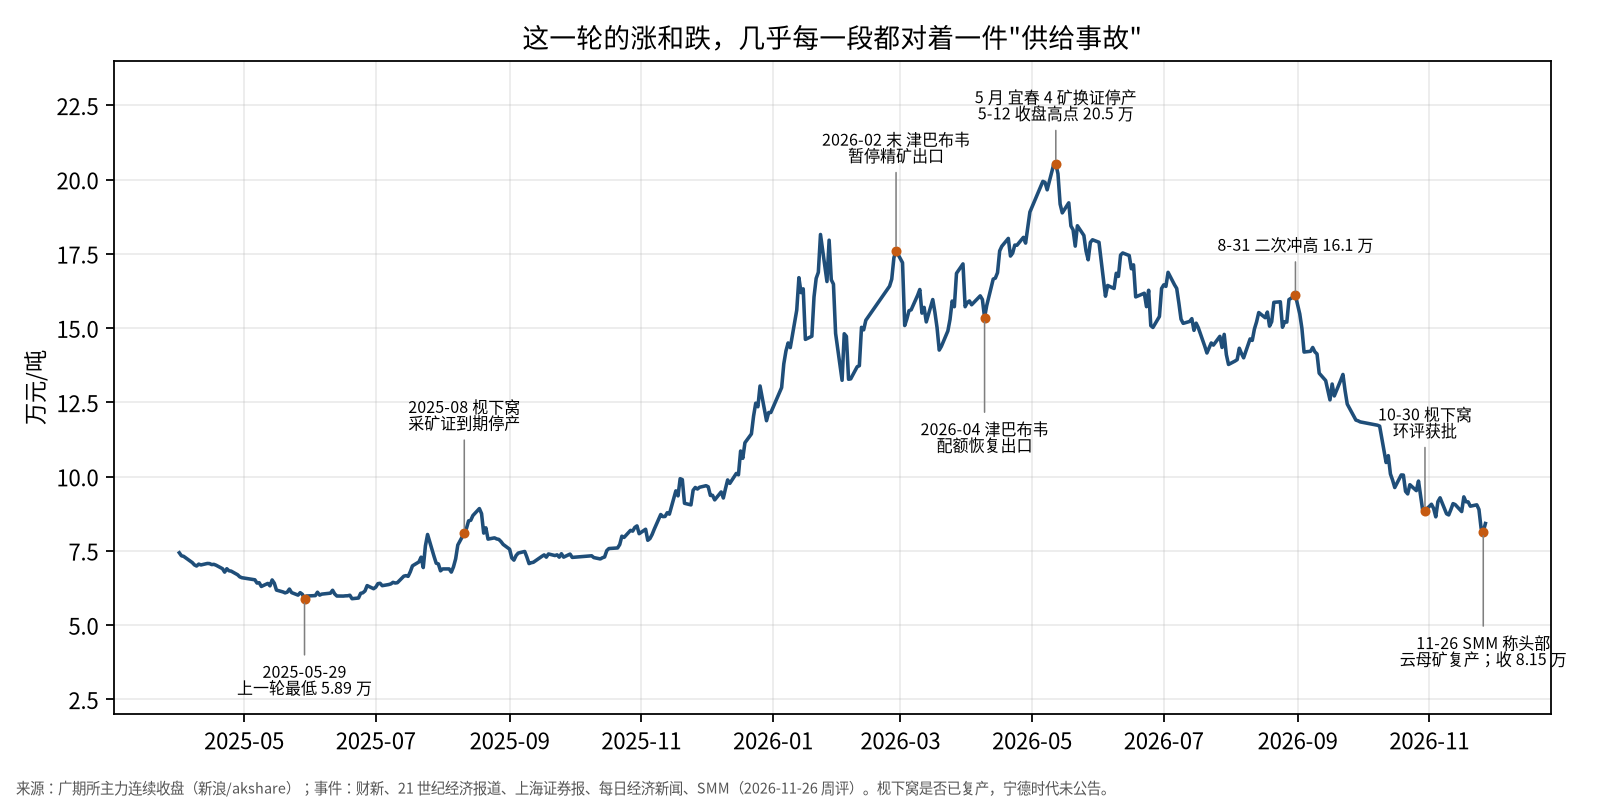 这一轮的涨和跌，几乎每一段都对着一件"供给事故"
万元/吨
22.5
20.0
17.5
15.0
12.5
10.0
7.5
5.0
2.5
5 月 宜春 4 矿换证停产
5-12 收盘高点 20.5 万
2026-02 末 津巴布韦
暂停精矿出口
8-31 二次冲高 16.1 万
2025-08 枧下窝
采矿证到期停产
2026-04 津巴布韦
配额恢复出口
10-30 枧下窝
环评获批
11-26 SMM 称头部
云母矿复产；收 8.15 万
2025-05-29
上一轮最低 5.89 万
2025-05
2025-07
2025-09
2025-11
2026-01
2026-03
2026-05
2026-07
2026-09
2026-11
来源：广期所主力连续收盘（新浪/akshare）；事件：财新、21 世纪经济报道、上海证券报、每日经济新闻、SMM（2026-11-26 周评）。枧下窝是否已复产，宁德时代未公告。